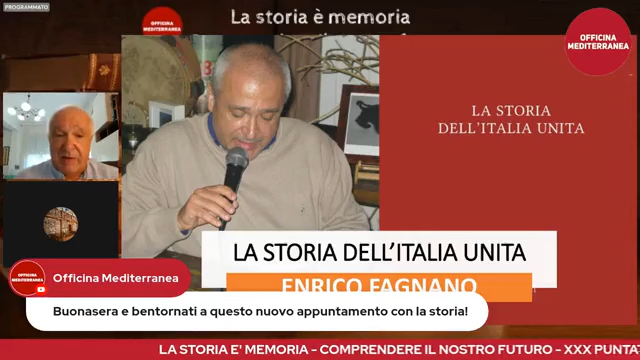 PROGRAMMATO
La storia è memoria
OFFICINA
MEDITERRANEA
OFFICINA
MEDITERRANEA
LA STORIA
DELL'ITALIA UNITA
LA STORIA DELL'ITALIA UNITA
ENRICO FAGNANO
OFFICINA
MEDITERRANEA
Officina Mediterranea
Buonasera e bentornati a questo nuovo appuntamento con la storia!
LA STORIA E' MEMORIA - COMPRENDERE IL NOSTRO FUTURO - XXX PUNTAT